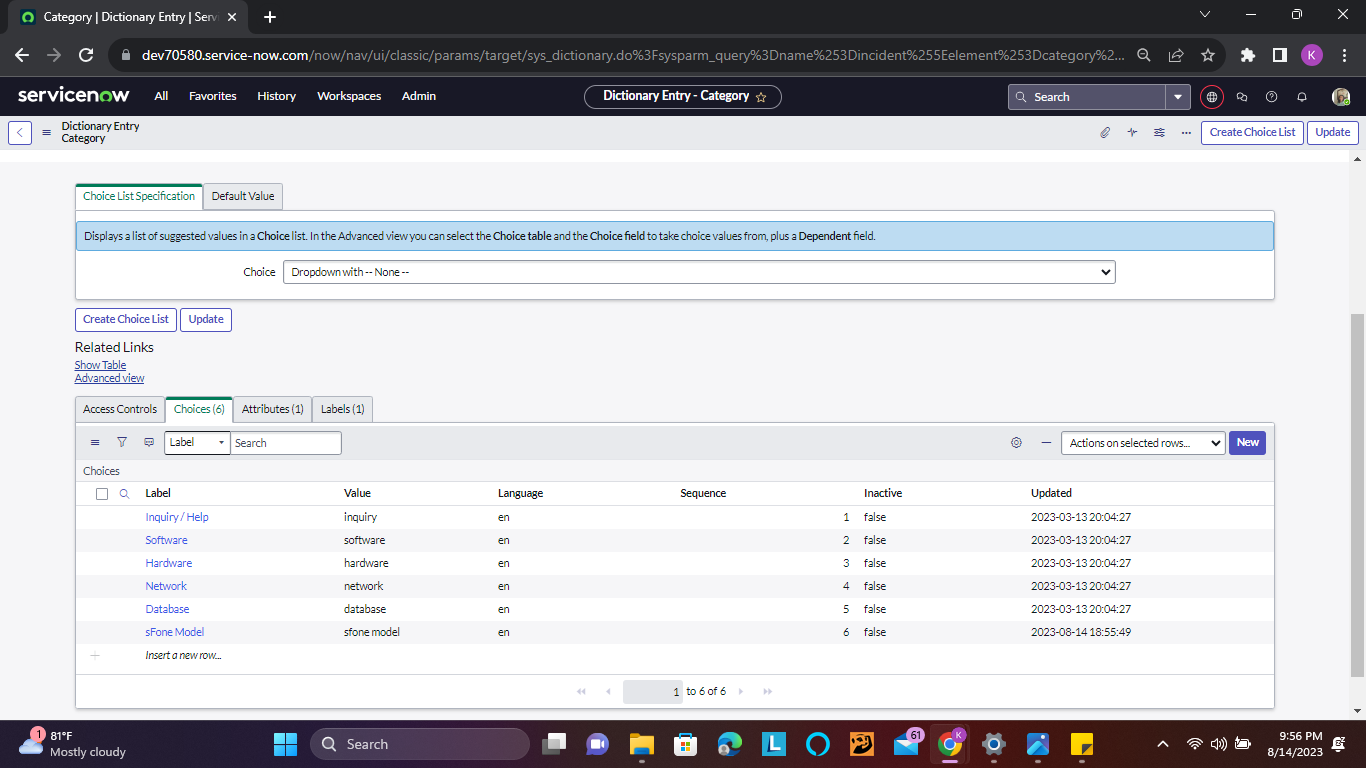 Category | Dictionary Entry | Serv
dev70580.service-now.com/now/nav/ui/classic/params/target/sys_dictionary.do%3Fsysparm_query%3Dname%253Dincident%255Eelement%253Dcategory%2...
K
servicenow All Favorites History Workspaces Admin Dictionary Entry - Category Search
Dictionary Entry
Category
Create Choice List Update
Choice List Specification Default Value
Displays a list of suggested values in a Choice list. In the Advanced view you can select the Choice table and the Choice field to take choice values from, plus a Dependent field.
Choice Dropdown with -- None --
Create Choice List Update
Related Links
Show Table
Advanced view
Access Controls Choices (6) Attributes (1) Labels (1)
Label Search Actions on selected rows... New
Choices
Label Value Language Sequence Inactive Updated
Inquiry / Help inquiry en 1 false 2023-03-13 20:04:27
Software software en 2 false 2023-03-13 20:04:27
Hardware hardware en 3 false 2023-03-13 20:04:27
Network network en 4 false 2023-03-13 20:04:27
Database database en 5 false 2023-03-13 20:04:27
sFone Model sfone model en 6 false 2023-08-14 18:55:49
Insert a new row...
1 to 6 of 6
1 81°F
Mostly cloudy
Search
L
61
K
9:56 PM
8/14/2023